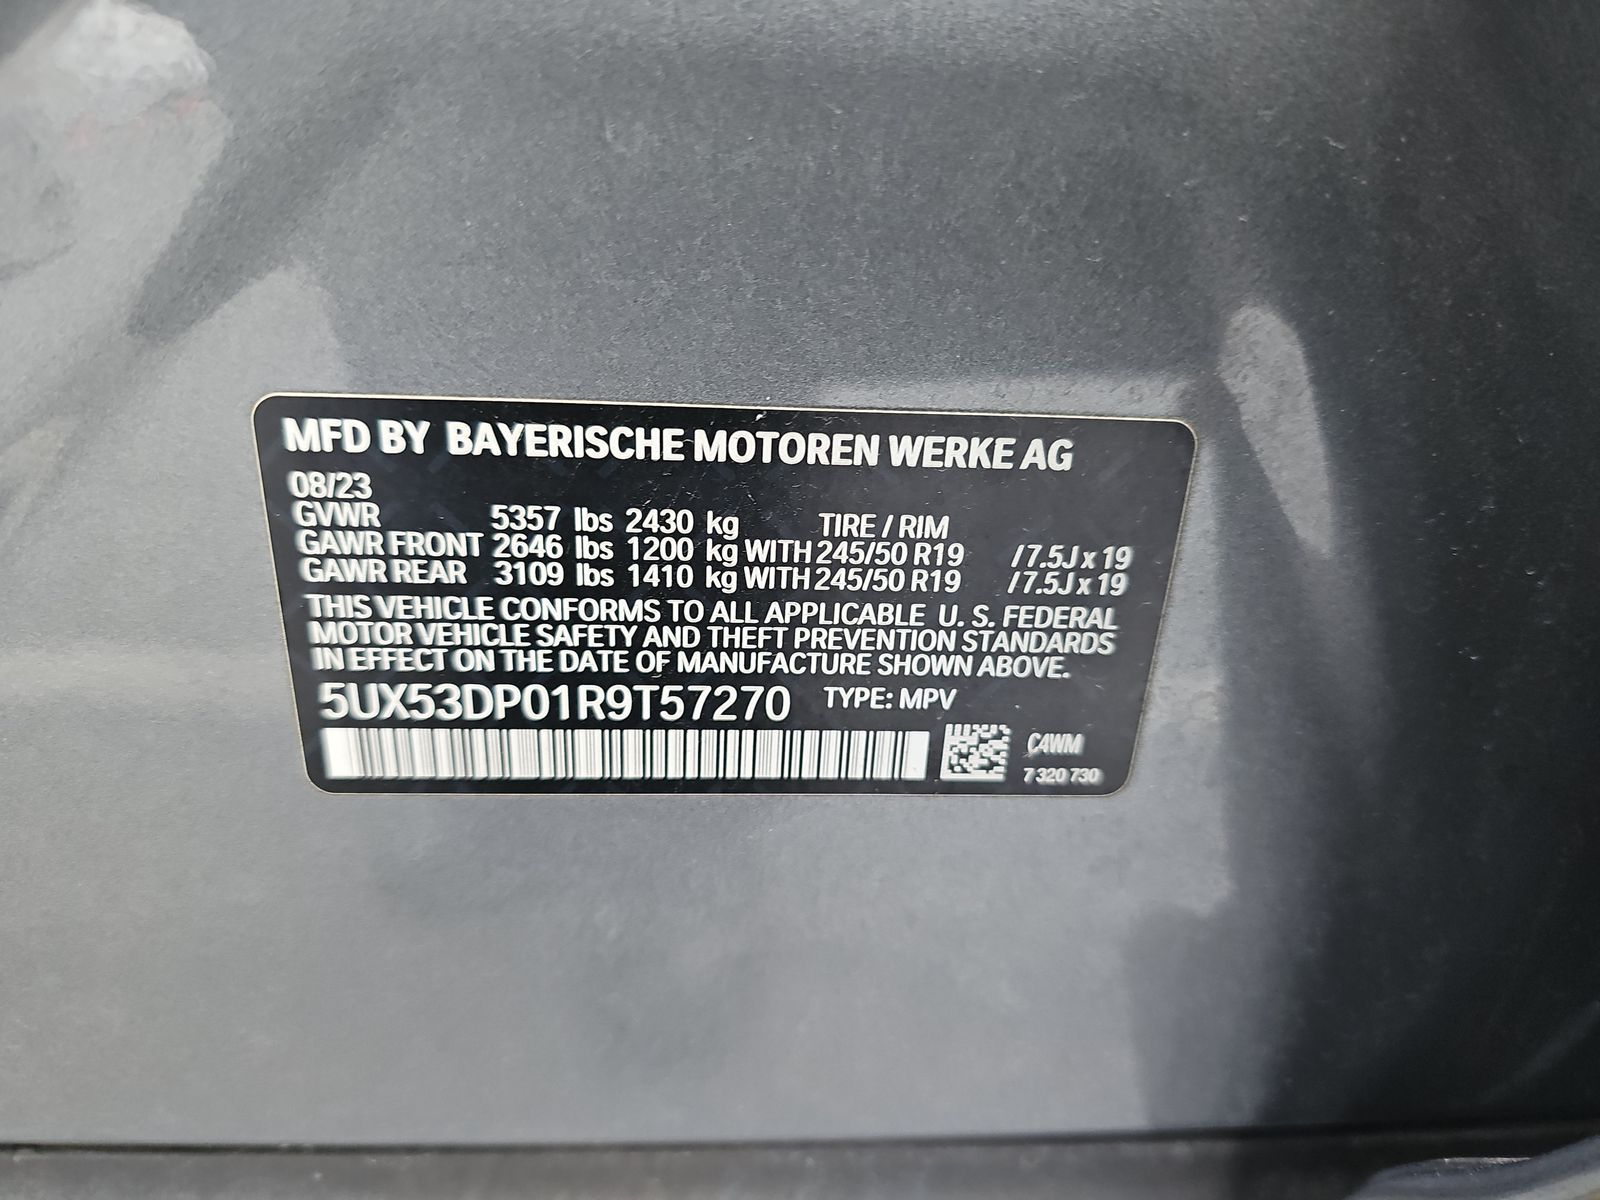 MFD BY BAYERISCHE MOTOREN WERKE AG
08/23
GVWR 5357 lbs 2430 kg TIRE / RIM
GAWR FRONT 2646 lbs 1200 kg WITH 245/50 R19 /7.5J x 19
GAWR REAR 3109 lbs 1410 kg WITH 245/50 R19 /7.5J x 19
THIS VEHICLE CONFORMS TO ALL APPLICABLE U. S. FEDERAL
MOTOR VEHICLE SAFETY AND THEFT PREVENTION STANDARDS
IN EFFECT ON THE DATE OF MANUFACTURE SHOWN ABOVE.
5UX53DP01R9T57270 TYPE: MPV
C4WM
7 320 730